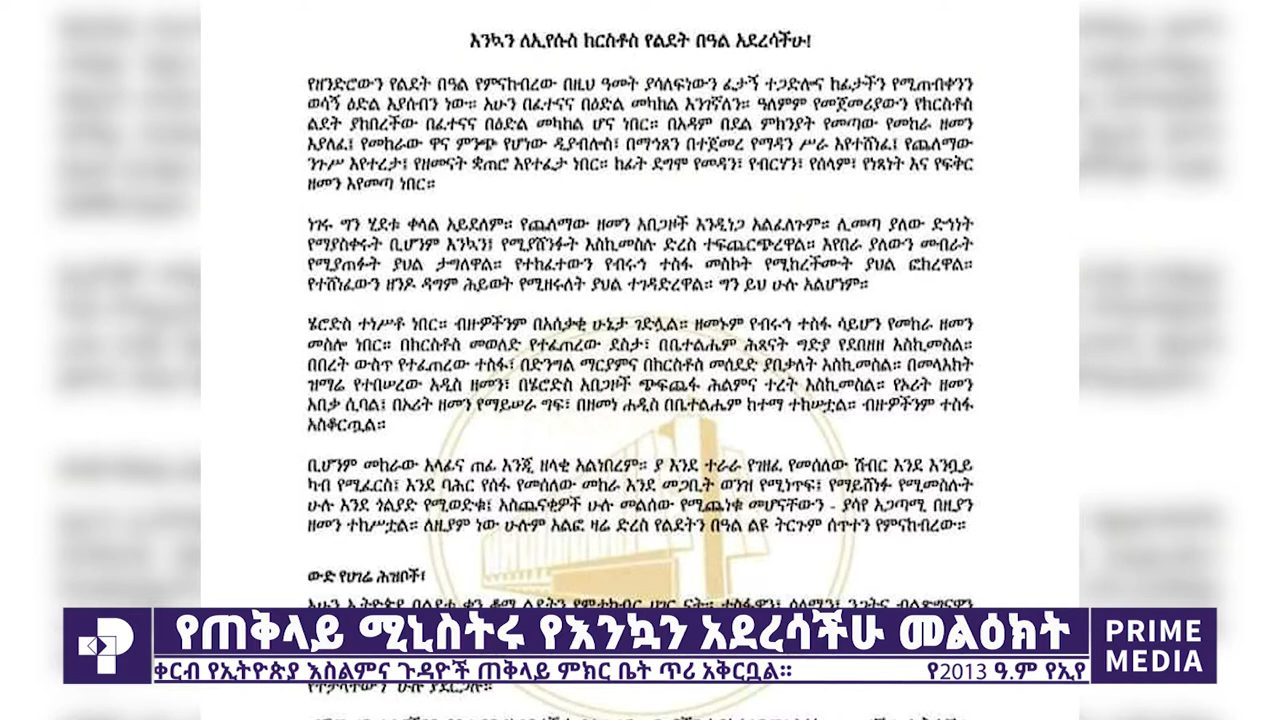 እንኳን ለኢየሱስ ክርስቶስ የልደት በዓል አደረሳችሁ!
የዘንድሮውን የልደት በዓል የምናከብረው በዚህ ዓመት ያሳለፍነውን ፈታኝ ተጋድሎና ከፊታችን የሚጠብቀንን
ወሳኝ ዕድል እያሰብን ነው። አሁን በፈተናና በዕድል መካከል እንገኛለን። ዓለምም የመጀመሪያውን የክርስቶስ
ልደት ያከበረችው በፈተናና በዕድል መካከል ሆና ነበር። በአዳም በደል ምክንያት የመጣው የመከራ ዘመን
እያለፈ፤ የመከራው ዋና ምንጭ የሆነው ዲያብሎስ፣ በማኅጸን በተጀመረ የማዳን ሥራ እየተሸነፈ፤ የጨለማው
ንጉሥ እየተረታ፤ የዘመናት ቋጠሮ እየተፈታ ነበር። ከፊት ደግሞ የመዳን፣ የብርሃን፣ የሰላም፣ የነጻነት እና የፍቅር
ዘመን እየመጣ ነበር።
ነገሩ ግን ሂደቱ ቀላል አይደለም። የጨለማው ዘመን አበጋዞች እንዲነጋ አልፈለጉም። ሊመጣ ያለው ድኅነት
የማያስቀሩት ቢሆንም እንኳን፤ የሚያሸንፉት እስኪመስሉ ድረስ ተፍጨርጭረዋል። እየበራ ያለውን መብራት
የሚያጠፉት ያህል ታግለዋል። የተከፈተውን የብሩኅ ተስፋ መስኮት የሚከረችሙት ያህል ፎክረዋል።
የተሸነፈውን ዘንዶ ዳግም ሕይወት የሚዘሩለት ያህል ተገዳድረዋል። ግን ይህ ሁሉ አልሆነም።
ሄሮድስ ተነሥቶ ነበር። ብዙዎችንም በአሰቃቂ ሁኔታ ገድሏል። ዘመኑም የብሩኅ ተስፋ ሳይሆን የመከራ ዘመን
መስሎ ነበር። በክርስቶስ መወለድ የተፈጠረው ደስታ፣ በቤተልሔም ሕጻናት ግድያ የደበዘዘ እስኪመስል።
በበረት ውስጥ የተፈጠረው ተስፋ፣ በድንግል ማርያምና በክርስቶስ መሰደድ ያበቃለት እስኪመስል። በመላእክት
ዝማሬ የተበሠረው አዲስ ዘመን፣ በሄሮድስ አበጋዞች ጭፍጨፋ ሕልምና ተረት እስኪመስል። የኦሪት ዘመን
አበቃ ሲባል፤ በኦሪት ዘመን የማይሠራ ግፍ፣ በዘመነ ሐዲስ በቤተልሔም ከተማ ተከሥቷል። ብዙዎችንም ተስፋ
አስቆርጧል።
ቢሆንም መከራው አላፊና ጠፊ እንጂ ዘላቂ አልነበረም። ያ እንደ ተራራ የገዘፈ የመሰለው ሽብር እንደ እንቧይ
ካብ የሚፈርስ፤ እንደ ባሕር የሰፋ የመሰለው መከራ እንደ መጋቢት ወንዝ የሚነጥፍ፤ የማይሸነፉ የሚመስሉት
ሁሉ እንደ ጎልያድ የሚወድቁ፤ አስጨናቂዎች ሁሉ መልሰው የሚጨነቁ መሆናቸውን - ያሳየ አጋጣሚ በዚያን
ዘመን ተከሥቷል። ለዚያም ነው ሁሉም አልፎ ዛሬ ድረስ የልደትን በዓል ልዩ ትርጉም ሰጥተን የምናከብረው።
ውድ የሀገሬ ሕዝቦች፣
የጠቅላይ ሚኒስትሩ የእንኳን አደረሳችሁ መልዕክት
ቀርብ የኢትዮጵያ እስልምና ጉዳዮች ጠቅላይ ምክር ቤት ጥሪ አቅርቧል። የ2013 ዓ.ም የኢየ
PRIME
MEDIA